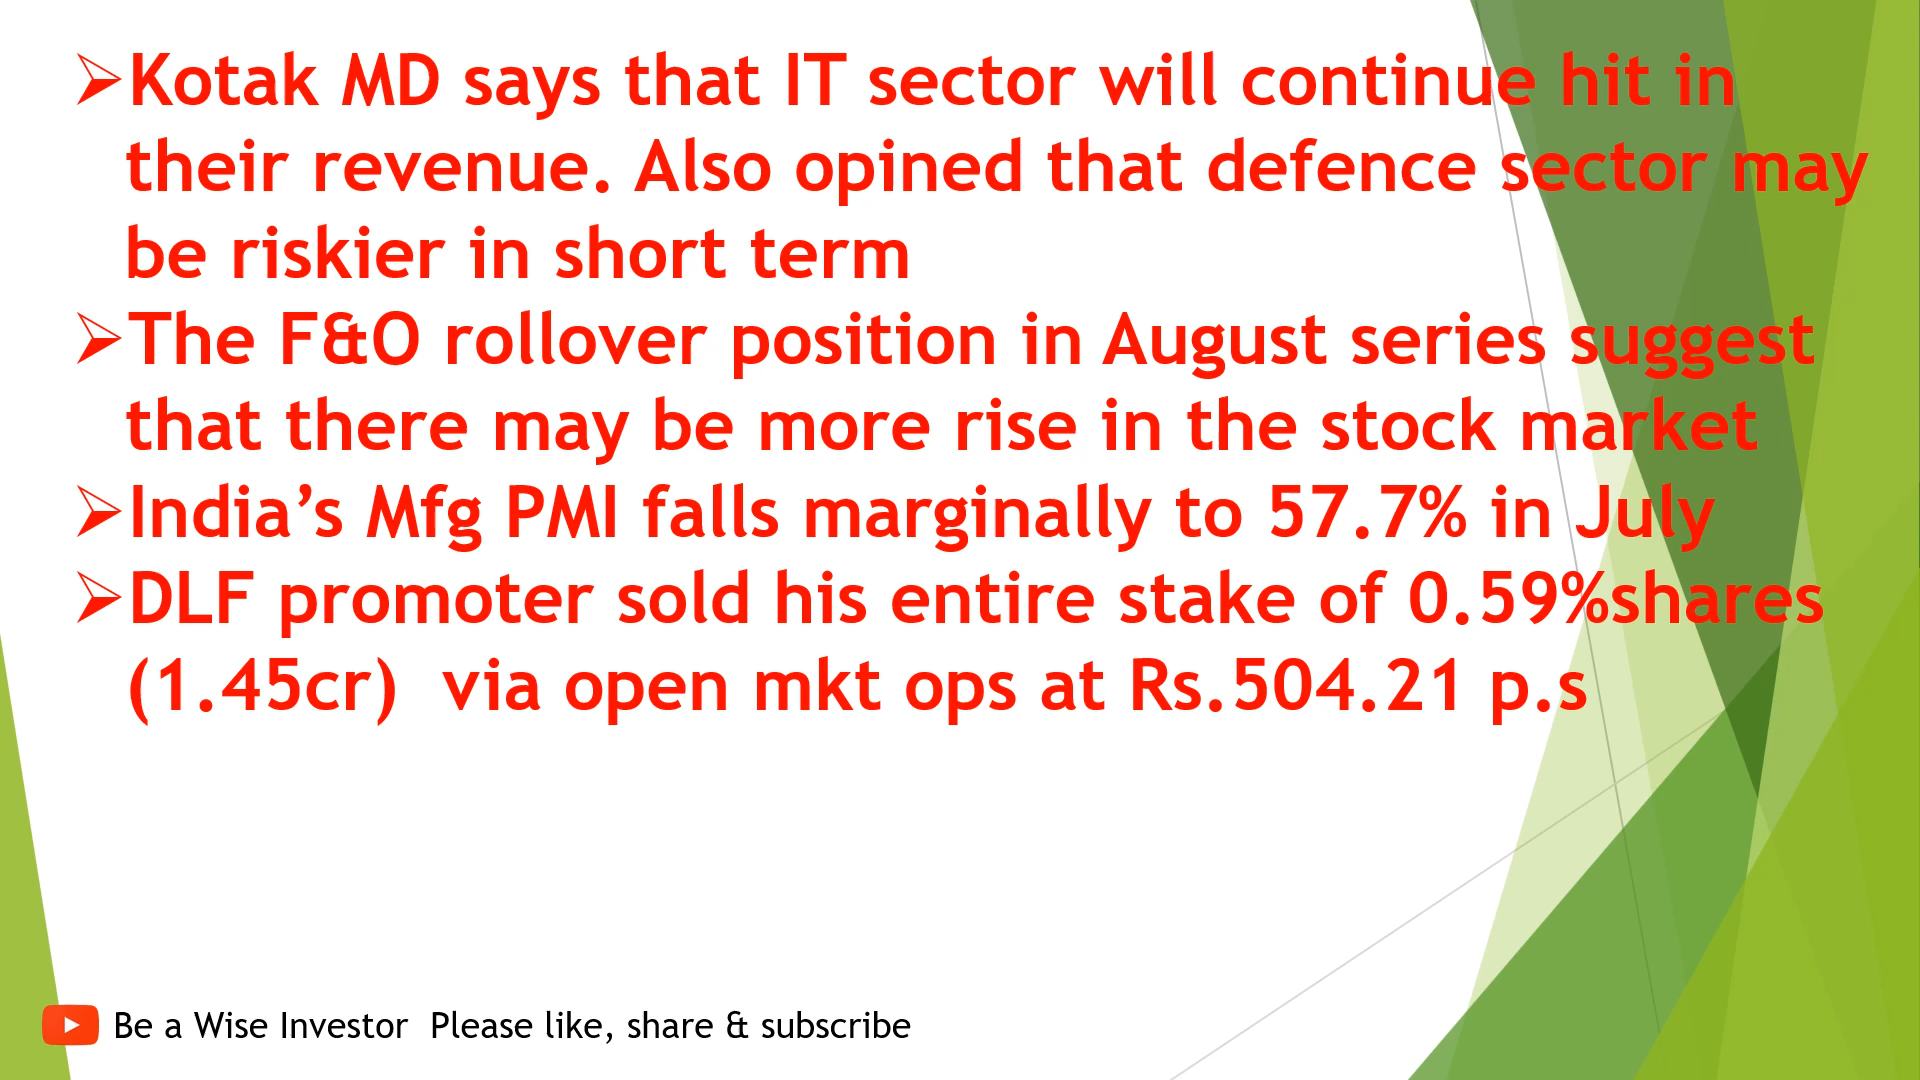 ➢Kotak MD says that IT sector will continue hit in
their revenue. Also opined that defence sector may
be riskier in short term
➢The F&O rollover position in August series suggest
that there may be more rise in the stock market
➢India’s Mfg PMI falls marginally to 57.7% in July
➢DLF promoter sold his entire stake of 0.59%shares
(1.45cr)  via open mkt ops at Rs.504.21 p.s
Be a Wise Investor  Please like, share & subscribe